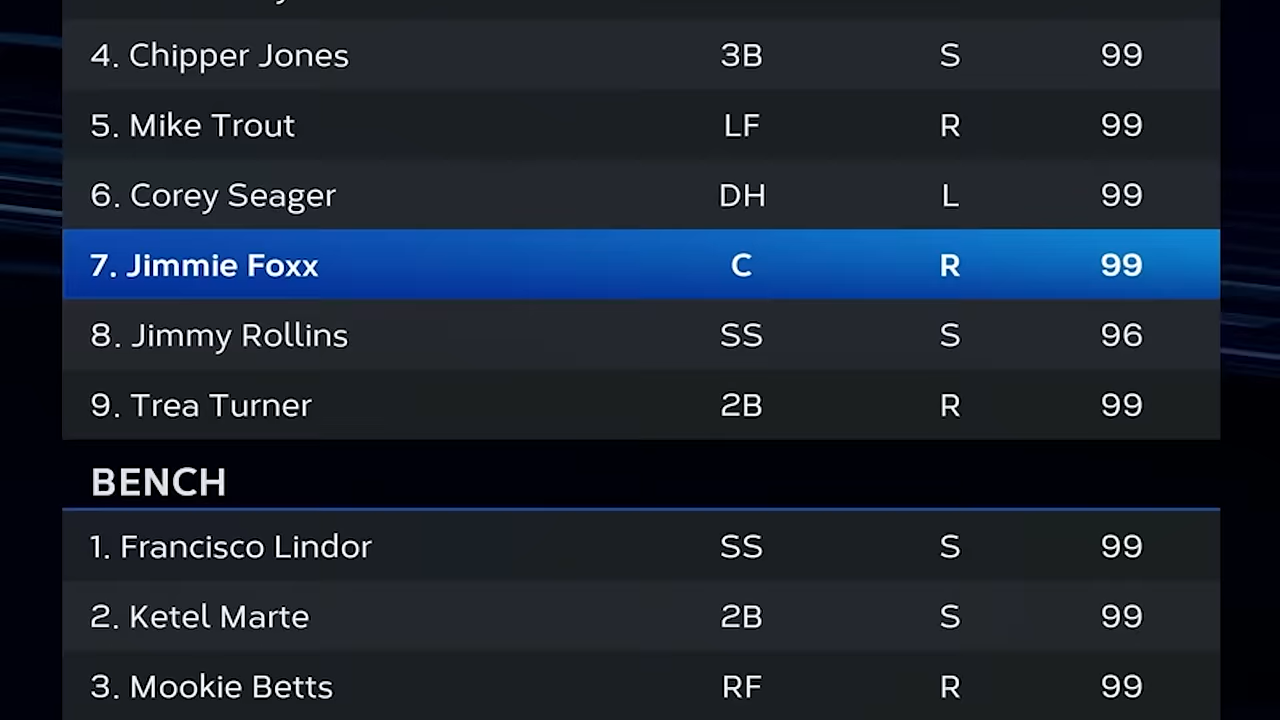 4. Chipper Jones 3B S 99
5. Mike Trout LF R 99
6. Corey Seager DH L 99
7. Jimmie Foxx C R 99
8. Jimmy Rollins SS S 96
9. Trea Turner 2B R 99
BENCH
1. Francisco Lindor SS S 99
2. Ketel Marte 2B S 99
3. Mookie Betts RF R 99